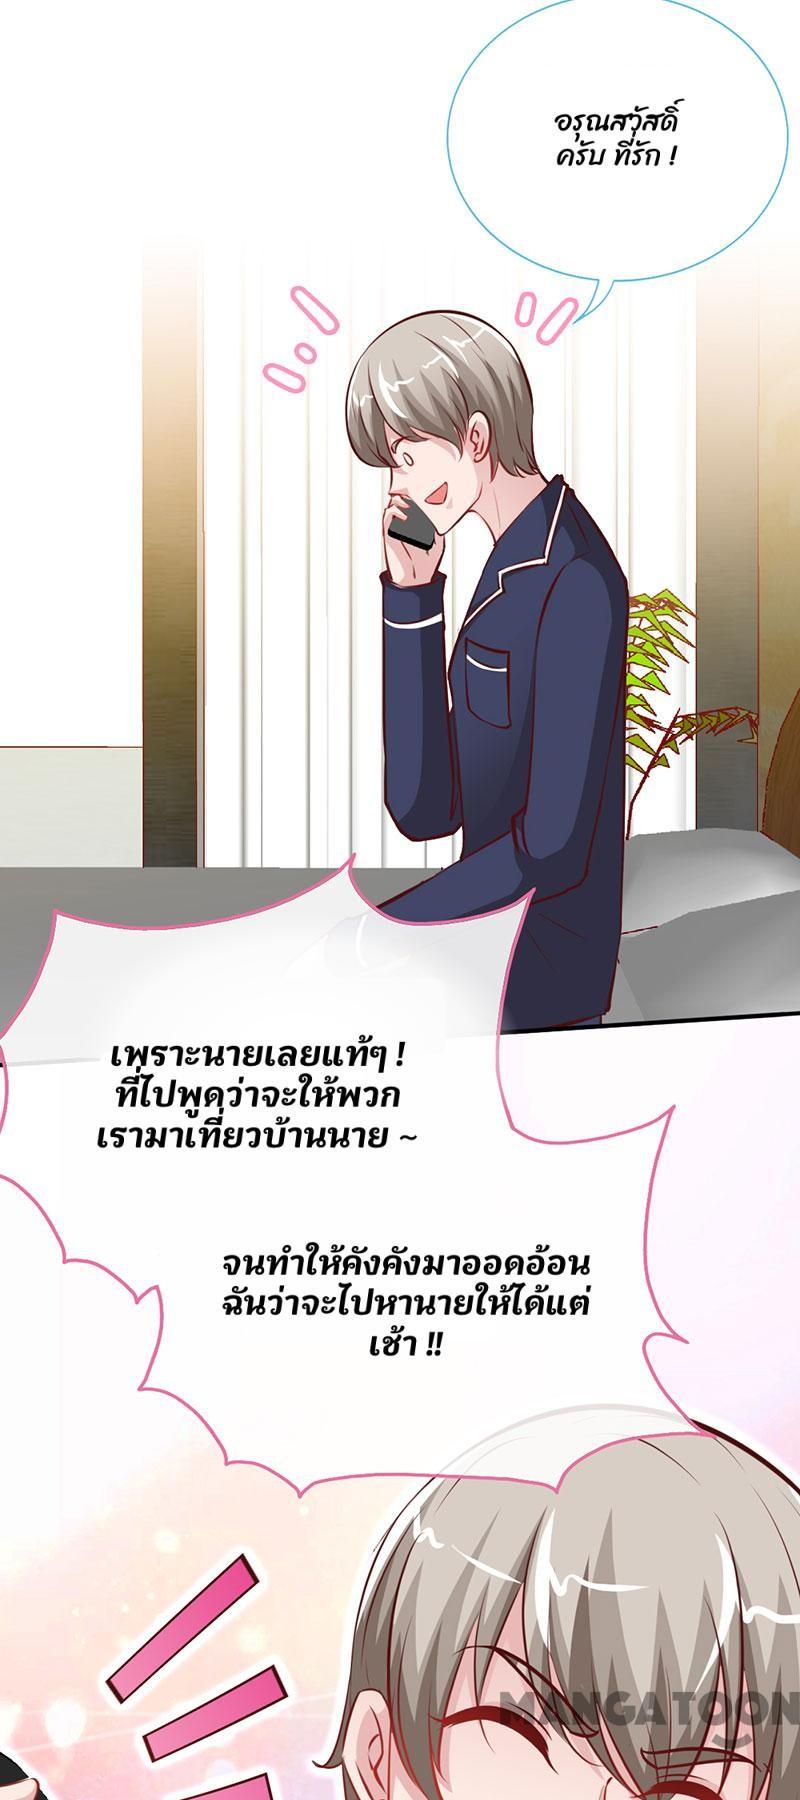 อรุณสวัสดิ์
ครับ ที่รัก !
เพราะนายเลยแท้ๆ !
ที่ไปพูดว่าจะให้พวก
เรามาเที่ยวบ้านนาย ~
จนทำให้คังคังมาออดอ้อน
ฉันว่าจะไปหานายให้ได้แต่
เช้า !!
MANGATOON